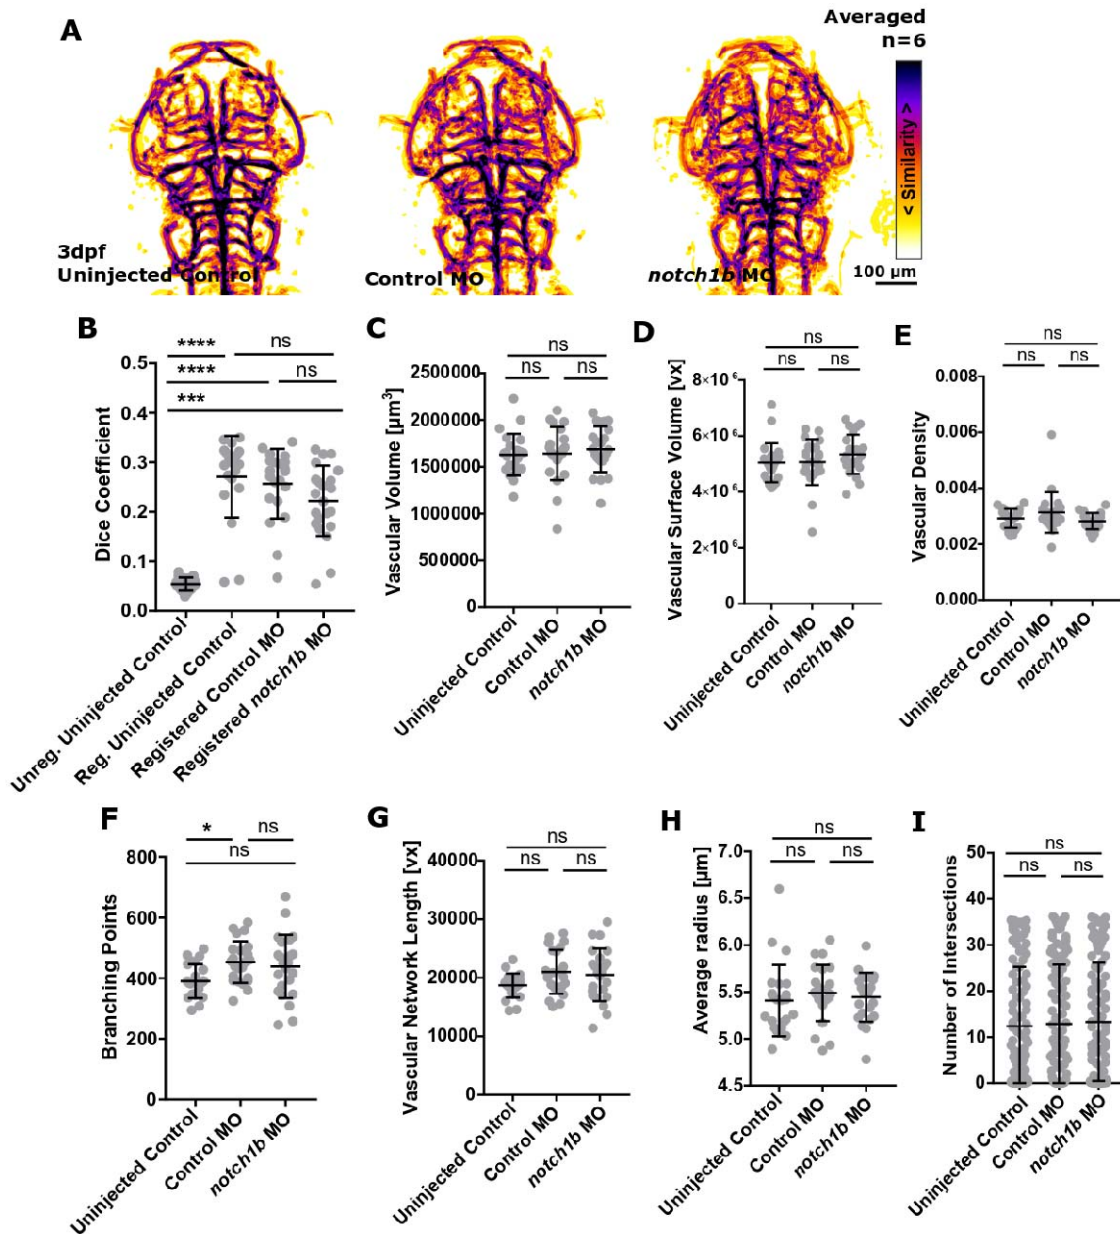 A
Averaged
n=6
< Similarity >
3dpf
Uninjected Control
Control MO
notch1b MO
100 µm
B
****
ns
****
ns
***
Dice Coefficient
0.5
0.4
0.3
0.2
0.1
0.0
Unreg. Uninjected Control
Reg. Uninjected Control
Registered Control MO
Registered notch1b MO
C
ns
ns
ns
Vascular Volume [µm³]
2500000
2000000
1500000
1000000
500000
0
Uninjected Control
Control MO
notch1b MO
D
ns
ns
ns
Vascular Surface Volume [vx]
8×10⁶
6×10⁶
4×10⁶
2×10⁶
0
Uninjected Control
Control MO
notch1b MO
E
ns
ns
ns
Vascular Density
0.008
0.006
0.004
0.002
0.000
Uninjected Control
Control MO
notch1b MO
F
*
ns
ns
Branching Points
800
600
400
200
0
Uninjected Control
Control MO
notch1b MO
G
ns
ns
ns
Vascular Network Length [vx]
40000
30000
20000
10000
0
Uninjected Control
Control MO
notch1b MO
H
ns
ns
ns
Average radius [µm]
7.0
6.5
6.0
5.5
5.0
4.5
Uninjected Control
Control MO
notch1b MO
I
ns
ns
ns
Number of Intersections
50
40
30
20
10
0
Uninjected Control
Control MO
notch1b MO